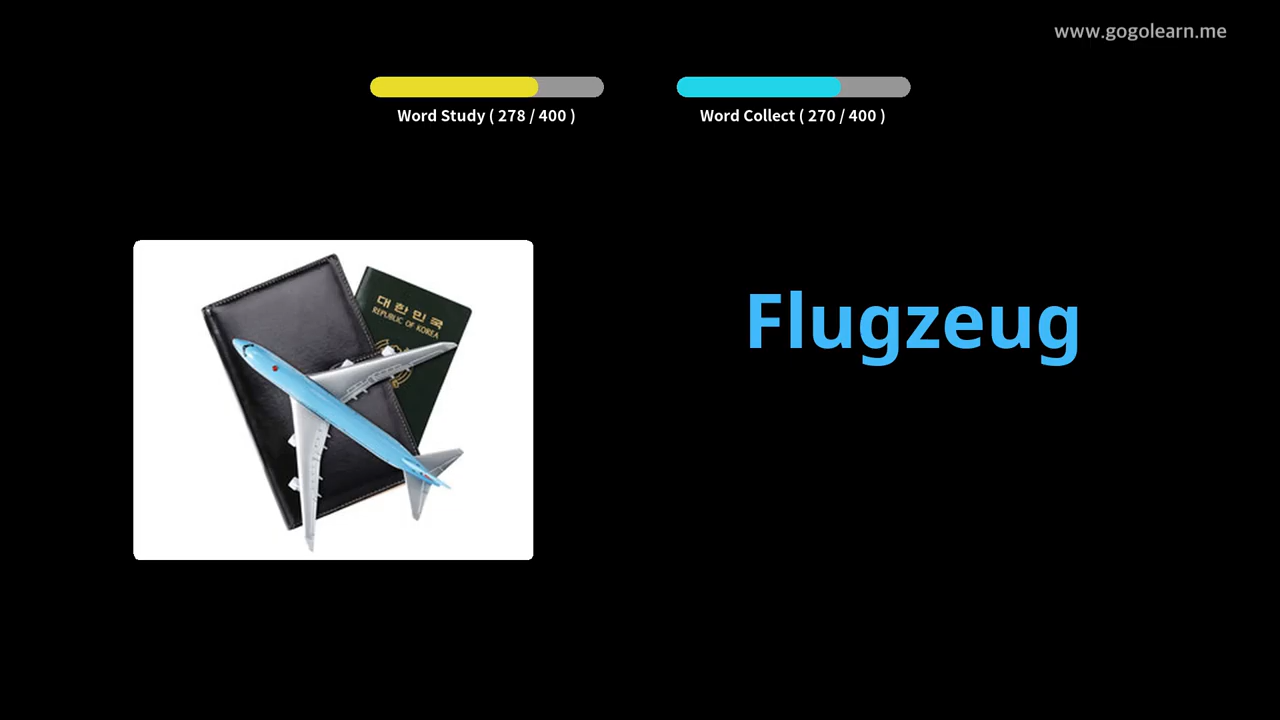 www.gogolearn.me
Word Study ( 278 / 400 )
Word Collect ( 270 / 400 )
대한민국
REPUBLIC OF KOREA
Flugzeug